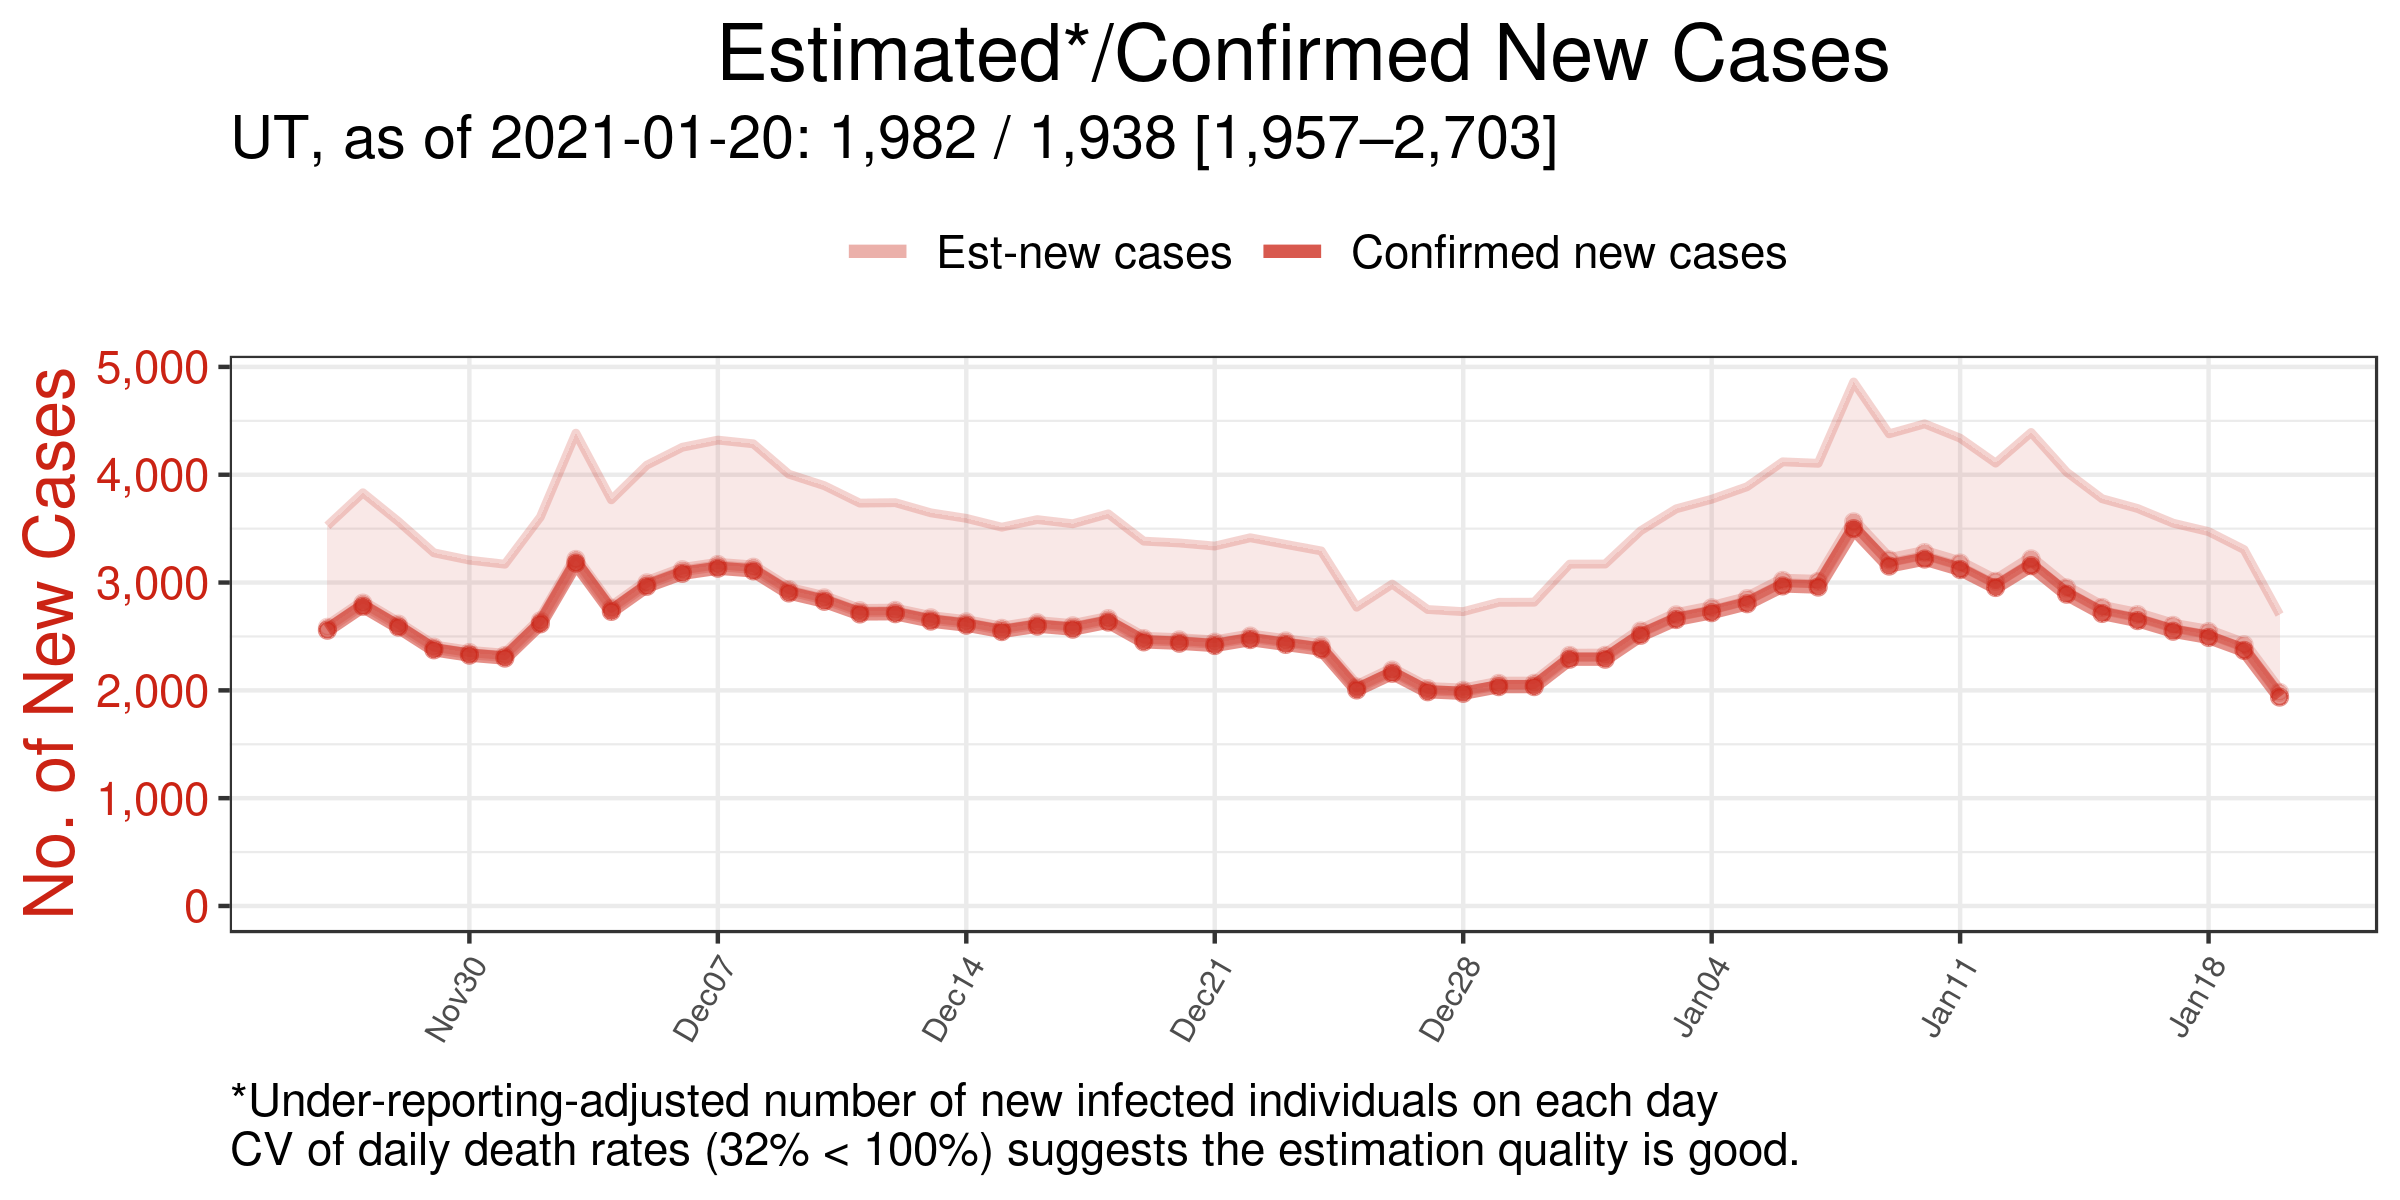 Estimated*/Confirmed New Cases
UT, as of 2021-01-20: 1,982 / 1,938 [1,957–2,703]
Est-new cases Confirmed new cases
No. of New Cases
5,000
4,000
3,000
2,000
1,000
0
Nov30 Dec07 Dec14 Dec21 Dec28 Jan04 Jan11 Jan18
*Under-reporting-adjusted number of new infected individuals on each day
CV of daily death rates (32% < 100%) suggests the estimation quality is good.